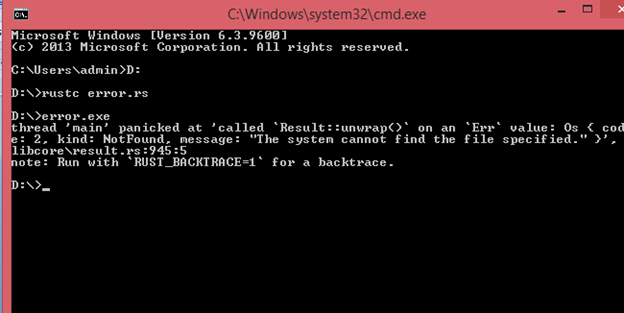 C:\Windows\system32\cmd.exe
Microsoft Windows [Version 6.3.9600]
(c) 2013 Microsoft Corporation. All rights reserved.
C:\Users\admin>D:
D:\>rustc error.rs
D:\>error.exe
thread 'main' panicked at 'called `Result::unwrap()` on an `Err` value: Os { cod
e: 2, kind: NotFound, message: "The system cannot find the file specified." }',
libcore\result.rs:945:5
note: Run with `RUST_BACKTRACE=1` for a backtrace.
D:\>_